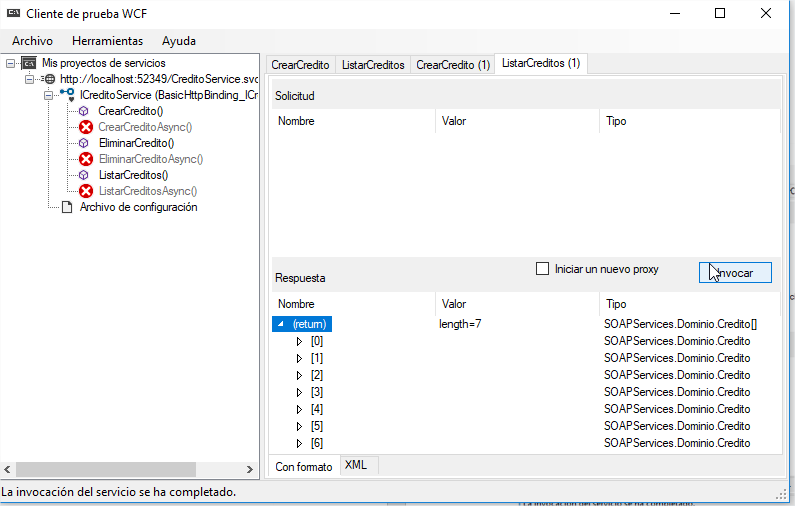 Cliente de prueba WCF
Archivo Herramientas Ayuda
Mis proyectos de servicios
http://localhost:52349/CreditoService.svc
ICreditoService (BasicHttpBinding_ICr
CrearCredito()
CrearCreditoAsync()
EliminarCredito()
EliminarCreditoAsync()
ListarCreditos()
ListarCreditosAsync()
Archivo de configuración
CrearCredito ListarCreditos CrearCredito (1) ListarCreditos (1)
Solicitud
Nombre Valor Tipo
Iniciar un nuevo proxy Invocar
Respuesta
Nombre Valor Tipo
(return) length=7 SOAPServices.Dominio.Credito[]
[0] SOAPServices.Dominio.Credito
[1] SOAPServices.Dominio.Credito
[2] SOAPServices.Dominio.Credito
[3] SOAPServices.Dominio.Credito
[4] SOAPServices.Dominio.Credito
[5] SOAPServices.Dominio.Credito
[6] SOAPServices.Dominio.Credito
Con formato XML
La invocación del servicio se ha completado.